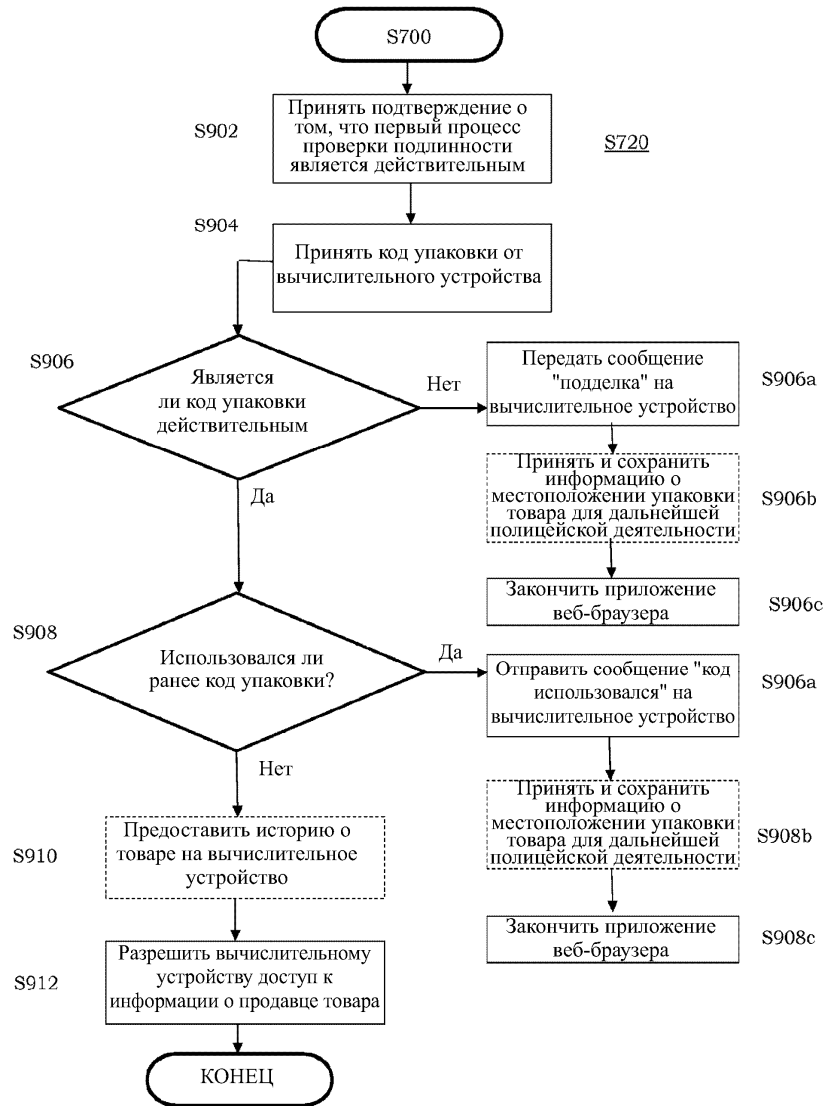 S700
S902
Принять подтверждение о
том, что первый процесс
проверки подлинности
является действительным
S720
S904
Принять код упаковки от
вычислительного устройства
S906
Является
ли код упаковки
действительным
Нет
Да
Передать сообщение
"подделка" на
вычислительное устройство
S906a
Принять и сохранить
информацию о
местоположении упаковки
товара для дальнейшей
полицейской деятельности
S906b
Закончить приложение
веб-браузера
S906c
S908
Использовался ли
ранее код упаковки?
Да
Нет
Отправить сообщение "код
использовался" на
вычислительное устройство
S906a
Принять и сохранить
информацию о
местоположении упаковки
товара для дальнейшей
полицейской деятельности
S908b
Закончить приложение
веб-браузера
S908c
S910
Предоставить историю о
товаре на вычислительное
устройство
S912
Разрешить вычислительному
устройству доступ к
информации о продавце товара
КОНЕЦ